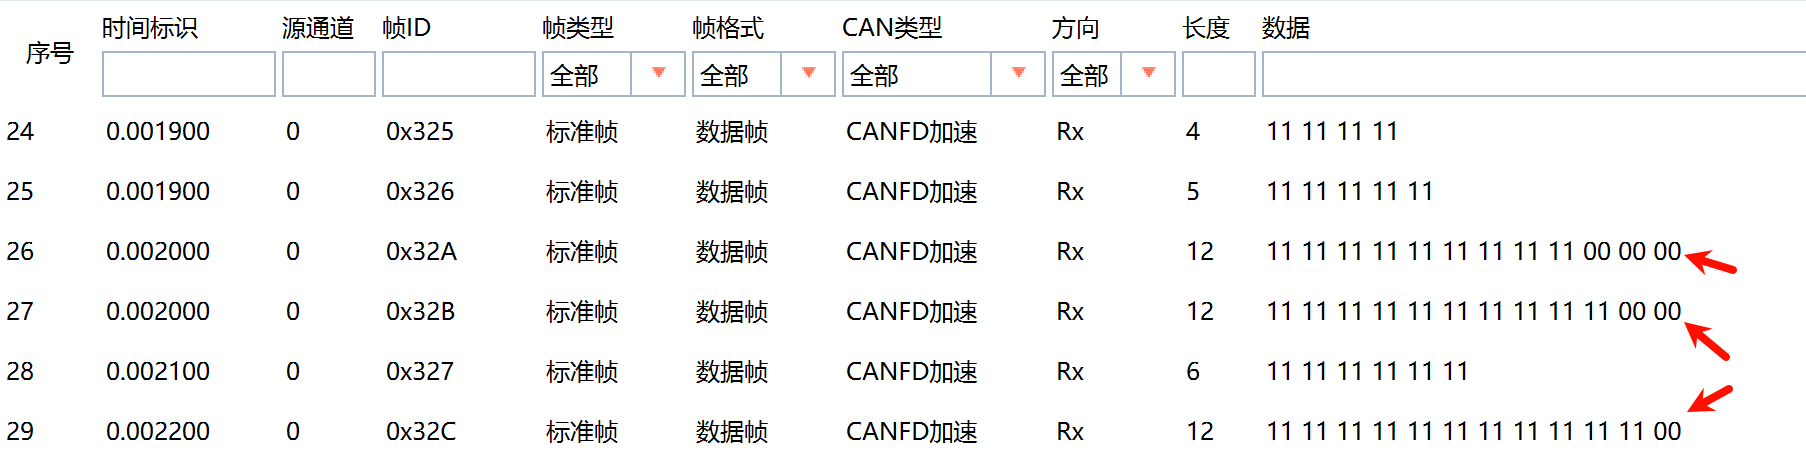 序号 时间标识 源通道 帧ID 帧类型 帧格式 CAN类型 方向 长度 数据
全部 全部 全部 全部
24 0.001900 0 0x325 标准帧 数据帧 CANFD加速 Rx 4 11 11 11 11
25 0.001900 0 0x326 标准帧 数据帧 CANFD加速 Rx 5 11 11 11 11 11
26 0.002000 0 0x32A 标准帧 数据帧 CANFD加速 Rx 12 11 11 11 11 11 11 11 11 11 00 00 00
27 0.002000 0 0x32B 标准帧 数据帧 CANFD加速 Rx 12 11 11 11 11 11 11 11 11 11 11 00 00
28 0.002100 0 0x327 标准帧 数据帧 CANFD加速 Rx 6 11 11 11 11 11 11
29 0.002200 0 0x32C 标准帧 数据帧 CANFD加速 Rx 12 11 11 11 11 11 11 11 11 11 11 11 00